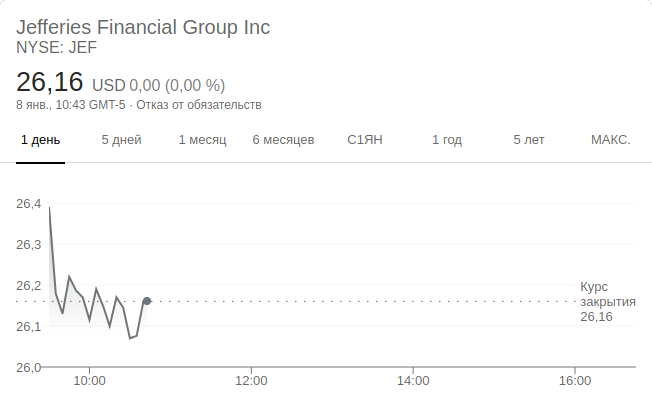 Jefferies Financial Group Inc
NYSE: JEF
26,16 USD 0,00 (0,00 %)
8 янв., 10:43 GMT-5 · Отказ от обязательств
1 день 5 дней 1 месяц 6 месяцев С1ЯН 1 год 5 лет МАКС.
26,4
26,3
26,2
26,1
26,0
Курс
закрытия
26,16
10:00 12:00 14:00 16:00